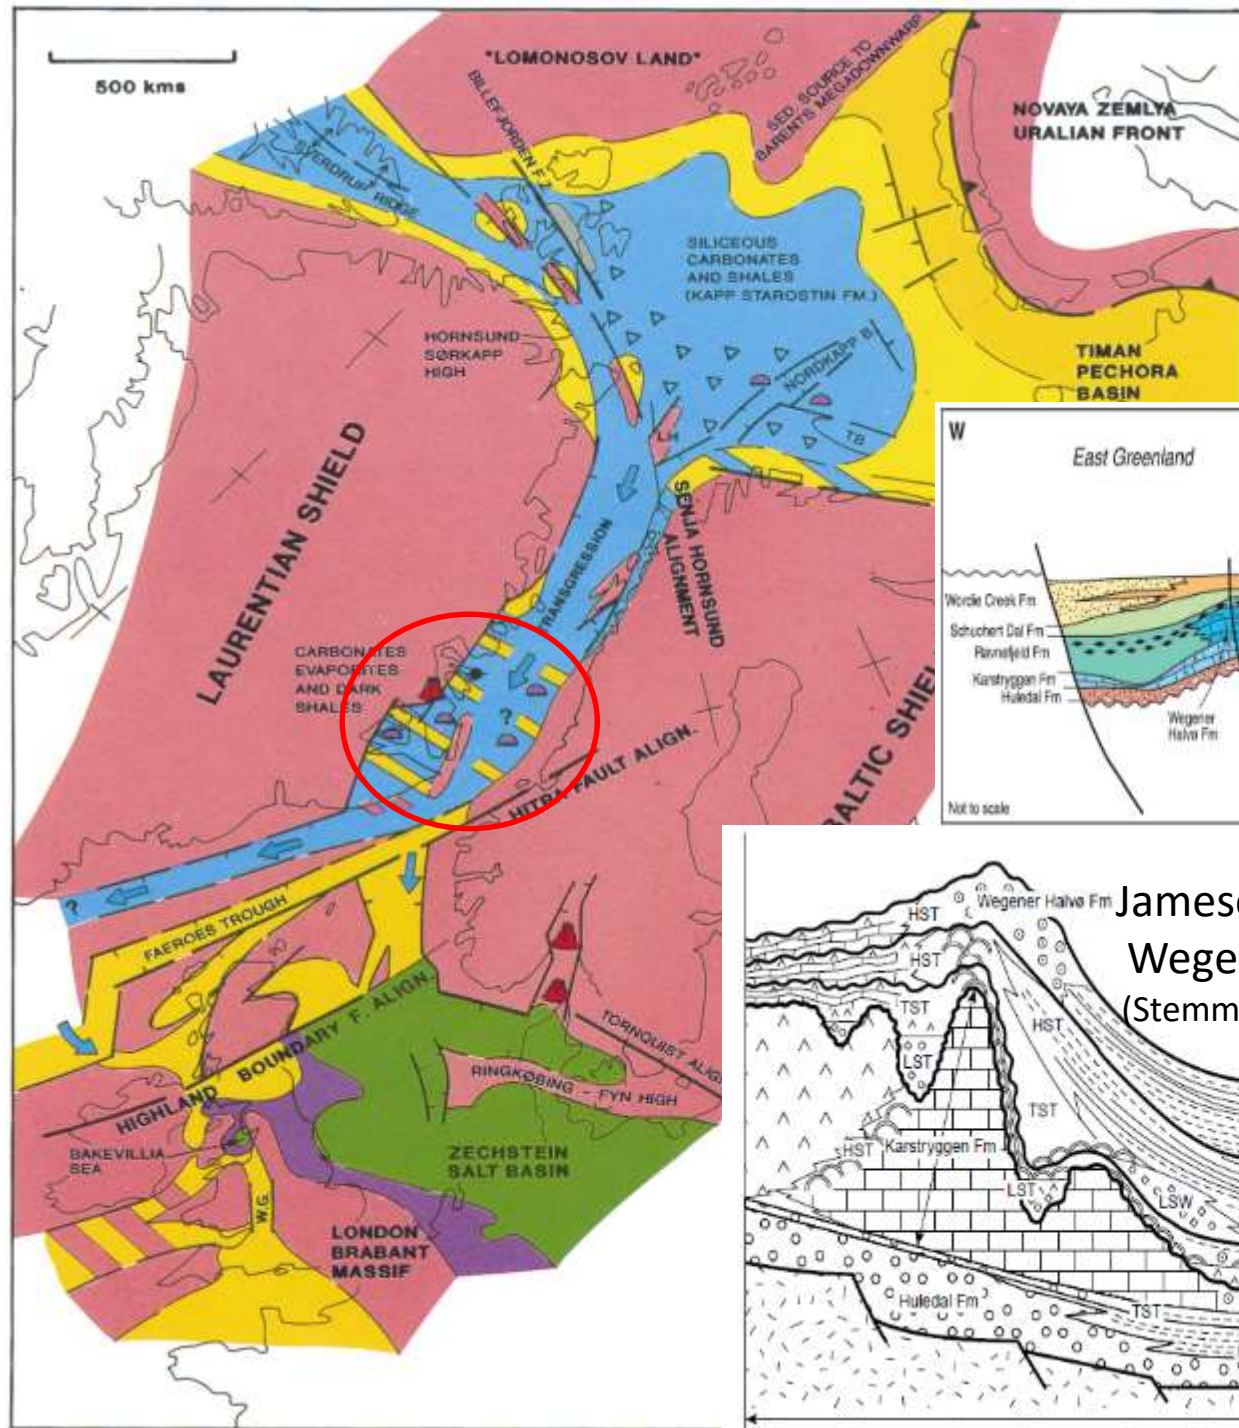 500 kms
"LOMONOSOV LAND"
BILLEFJORDEN F.Z.
SED. SOURCE TO
BARENTS MEGADOWNWARP
NOVAYA ZEMLYA
URALIAN FRONT
SVERDRUP
RIDGE
SILICEOUS
CARBONATES
AND SHALES
(KAPP STAROSTIN FM.)
HORNSUND
SØRKAPP
HIGH
NORDKAPP B.
TIMAN
PECHORA
BASIN
LH
TB
LAURENTIAN SHIELD
TRANSGRESSION
SENJA HORNSUND
ALIGNMENT
CARBONATES
EVAPORITES
AND DARK
SHALES
?
HITRA FAULT ALIGN.
BALTIC SHIEL
?
FAEROES TROUGH
HIGHLAND BOUNDARY F. ALIGN.
TORNQUIST ALIG
RINGKØBING - FYN HIGH
BAKEVILLIA
SEA
ZECHSTEIN
SALT BASIN
W.G.
LONDON
BRABANT
MASSIF
W
East Greenland
Wordie Creek Fm
Schuchert Dal Fm
Ravnefjeld Fm
Karstryggen Fm
Huledal Fm
Wegener
Halvø Fm
Not to scale
Jameso
Wege
(Stemm
Wegener Halvø Fm
HST
HST
TST
HST
LST
TST
HST
Karstryggen Fm
LST
LSW
Huledal Fm
TST